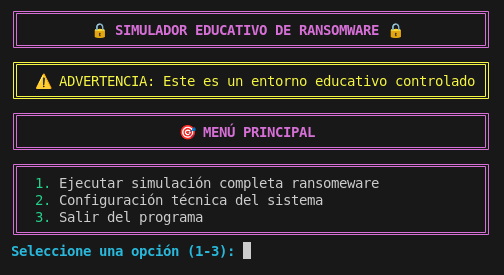 🔒 SIMULADOR EDUCATIVO DE RANSOMWARE 🔒
⚠️ ADVERTENCIA: Este es un entorno educativo controlado
🎯 MENÚ PRINCIPAL
1. Ejecutar simulación completa ransomeware
2. Configuración técnica del sistema
3. Salir del programa
Seleccione una opción (1-3):